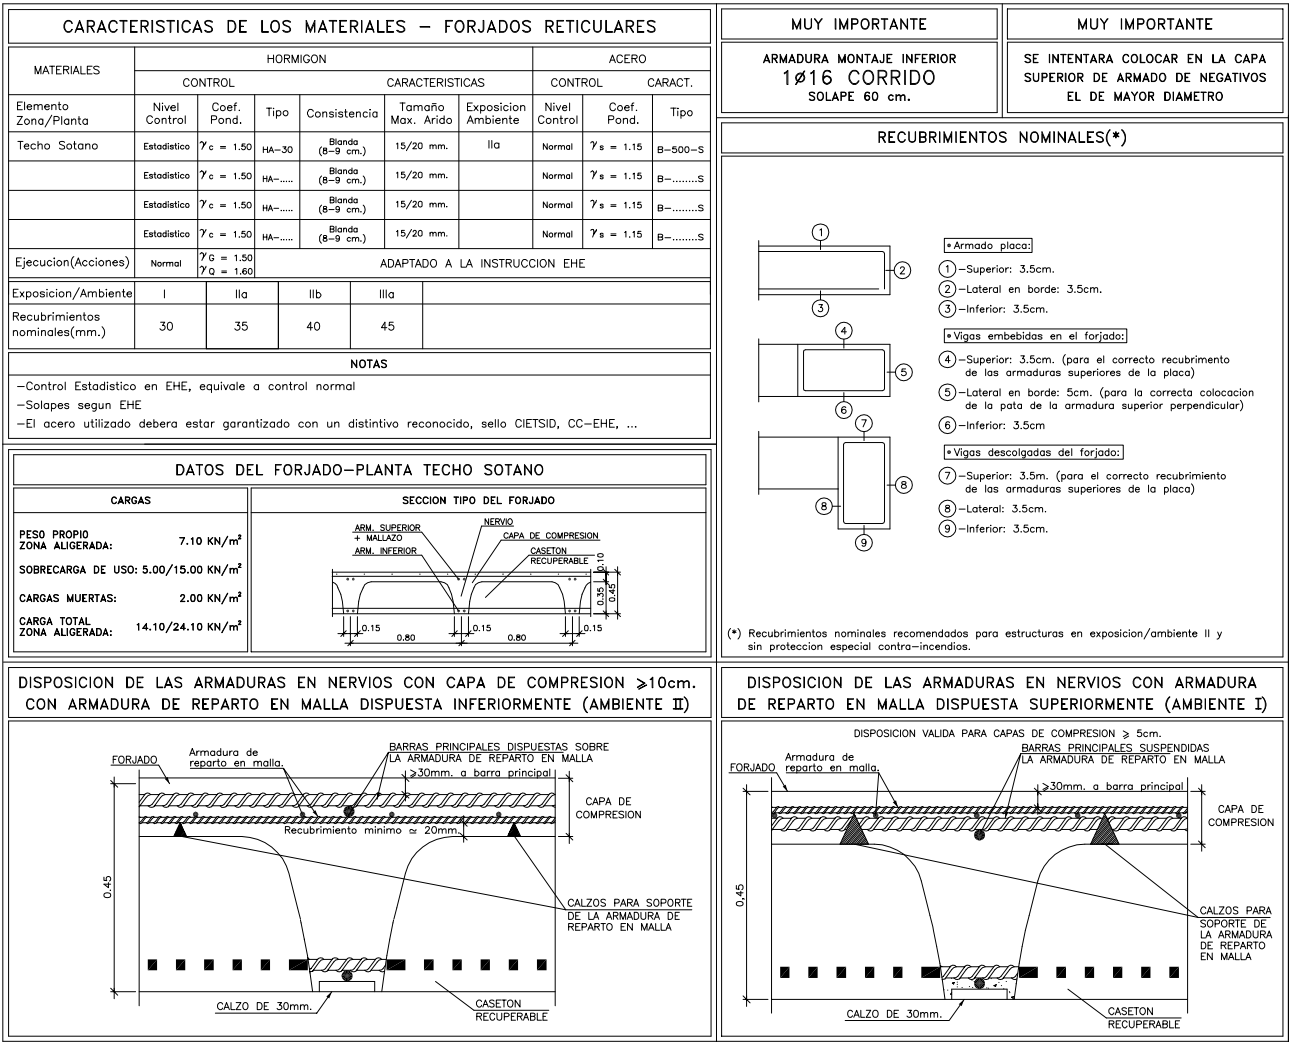 CARACTERISTICAS DE LOS MATERIALES – FORJADOS RETICULARES
MATERIALES
HORMIGON
ACERO
CONTROL
CARACTERISTICAS
CONTROL
CARACT.
Elemento
Zona/Planta
Nivel
Control
Coef.
Pond.
Tipo
Consistencia
Tamaño
Max. Arido
Exposicion
Ambiente
Nivel
Control
Coef.
Pond.
Tipo
Techo Sotano
Estadistico
γc = 1.50
HA–30
Blanda
(8–9 cm.)
15/20 mm.
IIa
Normal
γs = 1.15
B–500–S
Estadistico
γc = 1.50
HA–.....
Blanda
(8–9 cm.)
15/20 mm.
Normal
γs = 1.15
B–........S
Estadistico
γc = 1.50
HA–.....
Blanda
(8–9 cm.)
15/20 mm.
Normal
γs = 1.15
B–........S
Estadistico
γc = 1.50
HA–.....
Blanda
(8–9 cm.)
15/20 mm.
Normal
γs = 1.15
B–........S
Ejecucion(Acciones)
Normal
γG = 1.50
γQ = 1.60
ADAPTADO A LA INSTRUCCION EHE
Exposicion/Ambiente
I
IIa
IIb
IIIa
Recubrimientos
nominales(mm.)
30
35
40
45
NOTAS
–Control Estadistico en EHE, equivale a control normal
–Solapes segun EHE
–El acero utilizado debera estar garantizado con un distintivo reconocido, sello CIETSID, CC–EHE, ...
DATOS DEL FORJADO–PLANTA TECHO SOTANO
CARGAS
PESO PROPIO
ZONA ALIGERADA:
7.10 KN/m²
SOBRECARGA DE USO: 5.00/15.00 KN/m²
CARGAS MUERTAS:
2.00 KN/m²
CARGA TOTAL
ZONA ALIGERADA:
14.10/24.10 KN/m²
SECCION TIPO DEL FORJADO
ARM. SUPERIOR
+ MALLAZO
ARM. INFERIOR
NERVIO
CAPA DE COMPRESION
CASETON
RECUPERABLE
0.10
0.35
0.45
0.15
0.15
0.15
0.80
0.80
MUY IMPORTANTE
ARMADURA MONTAJE INFERIOR
1ø16 CORRIDO
SOLAPE 60 cm.
MUY IMPORTANTE
SE INTENTARA COLOCAR EN LA CAPA
SUPERIOR DE ARMADO DE NEGATIVOS
EL DE MAYOR DIAMETRO
RECUBRIMIENTOS NOMINALES(*)
1
2
3
4
5
6
7
8
8
9
•Armado placa:
1–Superior: 3.5cm.
2–Lateral en borde: 3.5cm.
3–Inferior: 3.5cm.
•Vigas embebidas en el forjado:
4–Superior: 3.5cm. (para el correcto recubrimento
de las armaduras superiores de la placa)
5–Lateral en borde: 5cm. (para la correcta colocacion
de la pata de la armadura superior perpendicular)
6–Inferior: 3.5cm
•Vigas descolgadas del forjado:
7–Superior: 3.5m. (para el correcto recubrimiento
de las armaduras superiores de la placa)
8–Lateral: 3.5cm.
9–Inferior: 3.5cm.
(*) Recubrimientos nominales recomendados para estructuras en exposicion/ambiente II y
sin proteccion especial contra–incendios.
DISPOSICION DE LAS ARMADURAS EN NERVIOS CON CAPA DE COMPRESION ≥10cm.
CON ARMADURA DE REPARTO EN MALLA DISPUESTA INFERIORMENTE (AMBIENTE II)
FORJADO
Armadura de
reparto en malla.
BARRAS PRINCIPALES DISPUESTAS SOBRE
LA ARMADURA DE REPARTO EN MALLA
≥30mm. a barra principal
CAPA DE
COMPRESION
Recubrimiento minimo ≃ 20mm.
0.45
CALZOS PARA SOPORTE
DE LA ARMADURA DE
REPARTO EN MALLA
CALZO DE 30mm.
CASETON
RECUPERABLE
DISPOSICION DE LAS ARMADURAS EN NERVIOS CON ARMADURA
DE REPARTO EN MALLA DISPUESTA SUPERIORMENTE (AMBIENTE I)
DISPOSICION VALIDA PARA CAPAS DE COMPRESION ≥ 5cm.
FORJADO
Armadura de
reparto en malla.
BARRAS PRINCIPALES SUSPENDIDAS
LA ARMADURA DE REPARTO EN MALLA
≥30mm. a barra principal
CAPA DE
COMPRESION
0.45
CALZOS PARA
SOPORTE DE
LA ARMADURA
DE REPARTO
EN MALLA
CALZO DE 30mm.
CASETON
RECUPERABLE